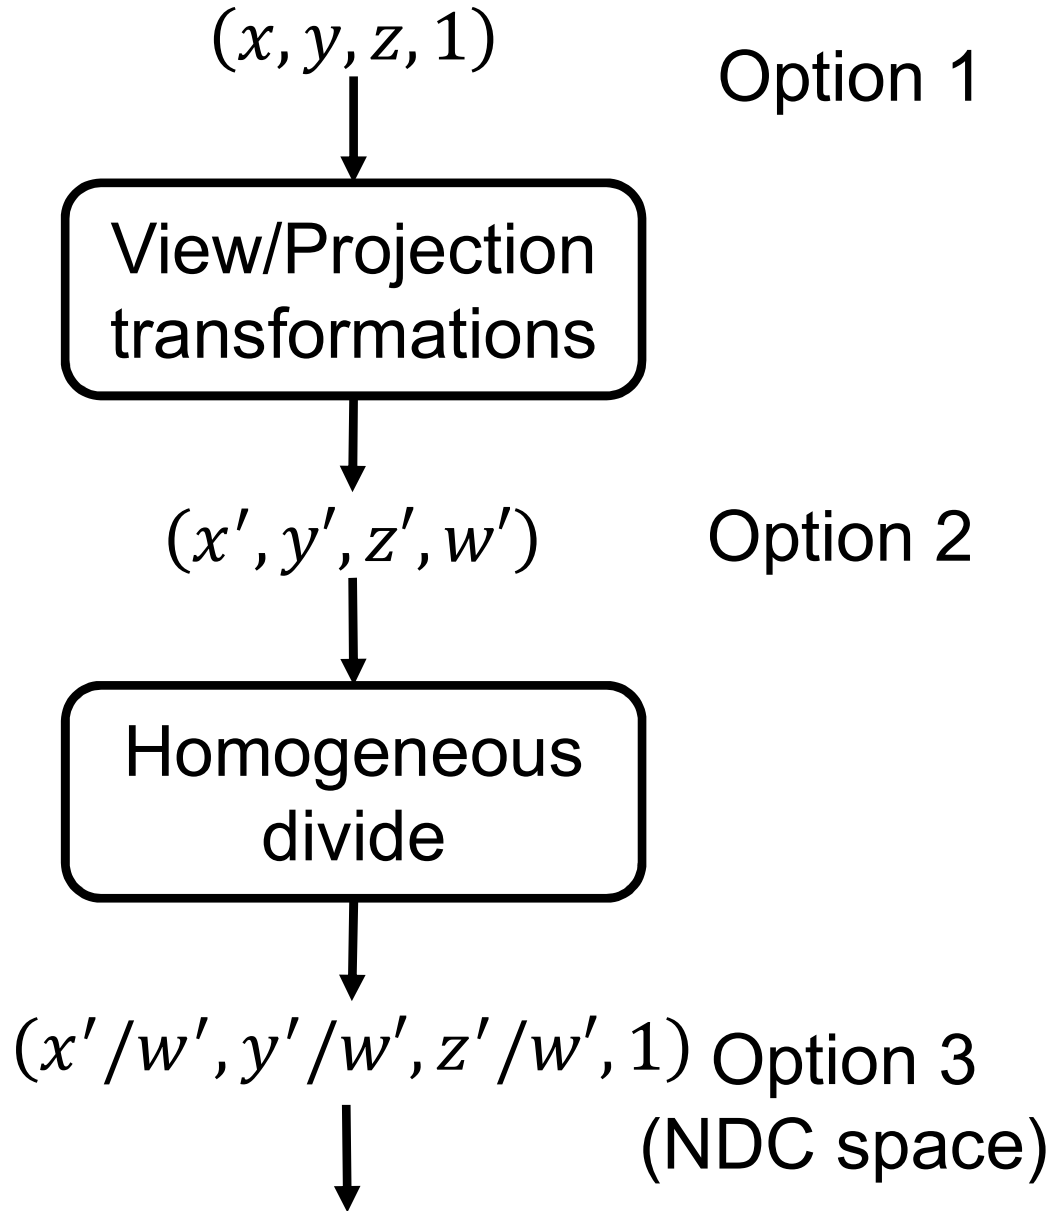 (x, y, z, 1)
Option 1
View/Projection
transformations
(x′, y′, z′, w′)
Option 2
Homogeneous
divide
(x′/w′, y′/w′, z′/w′, 1)
Option 3
(NDC space)